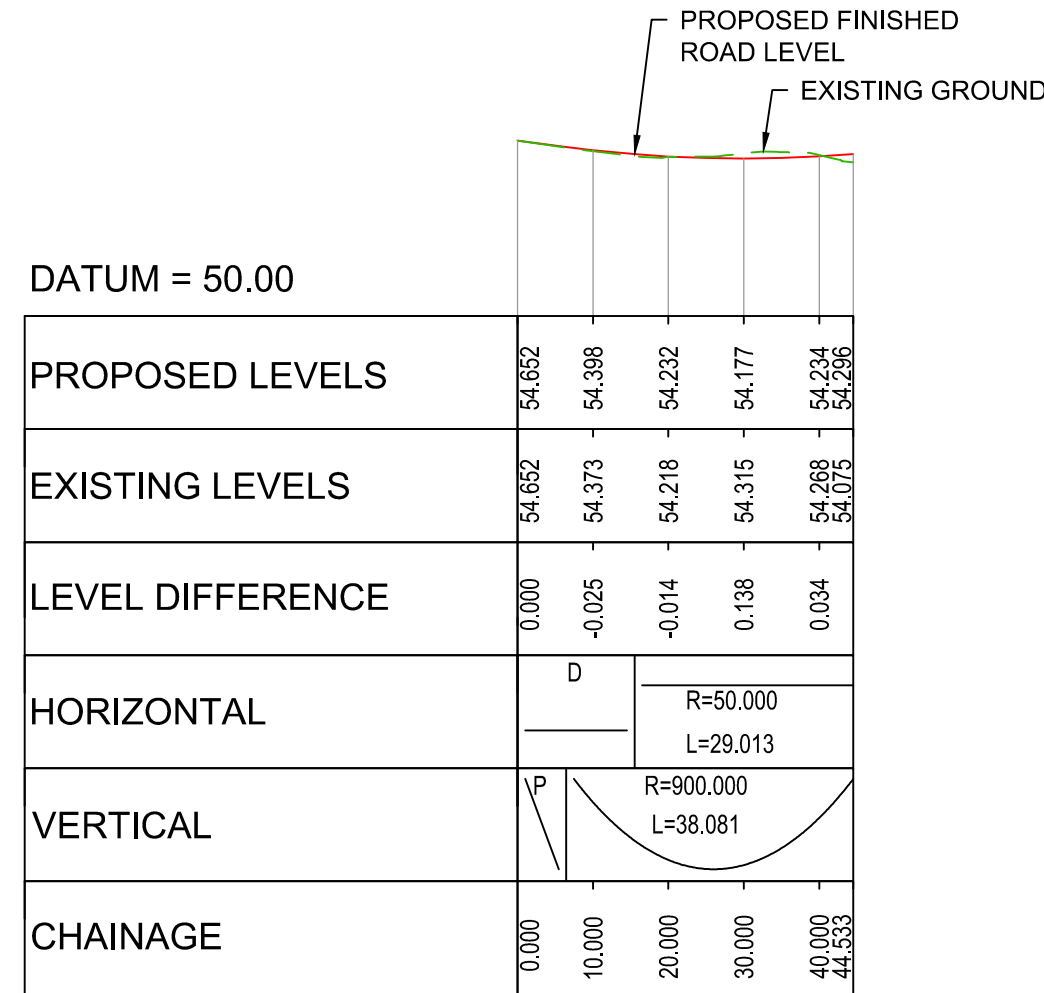 PROPOSED FINISHED
ROAD LEVEL
EXISTING GROUND
DATUM = 50.00
PROPOSED LEVELS
54.652 54.398 54.232 54.177 54.234 54.296
EXISTING LEVELS
54.652 54.373 54.218 54.315 54.268 54.075
LEVEL DIFFERENCE
0.000 -0.025 -0.014 0.138 0.034
HORIZONTAL
D
R=50.000
L=29.013
VERTICAL
P
R=900.000
L=38.081
CHAINAGE
0.000 10.000 20.000 30.000 40.000 44.533